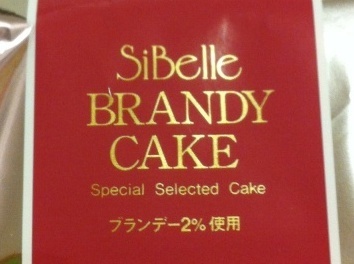 SiBelle
BRANDY
CAKE
Special Selected Cake
ブランデー2%使用